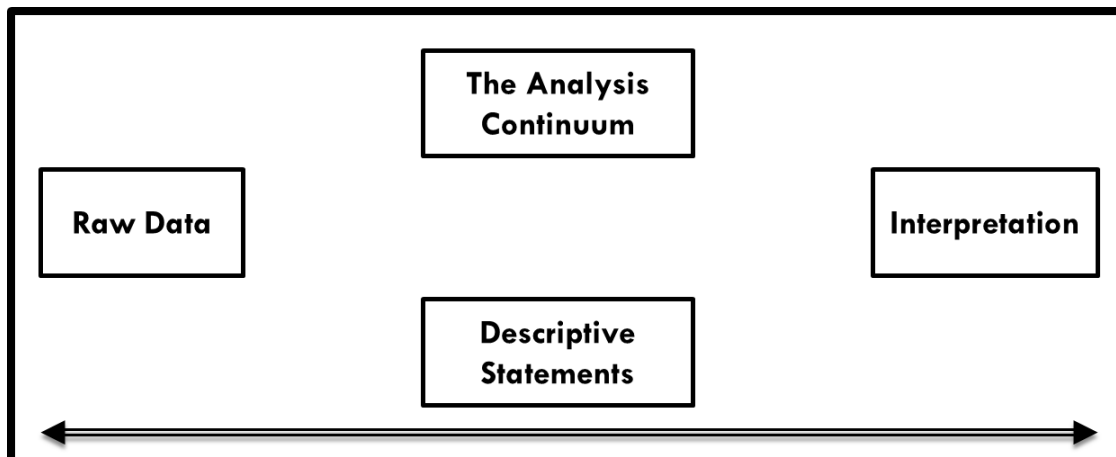 The Analysis
Continuum
Raw Data
Interpretation
Descriptive
Statements